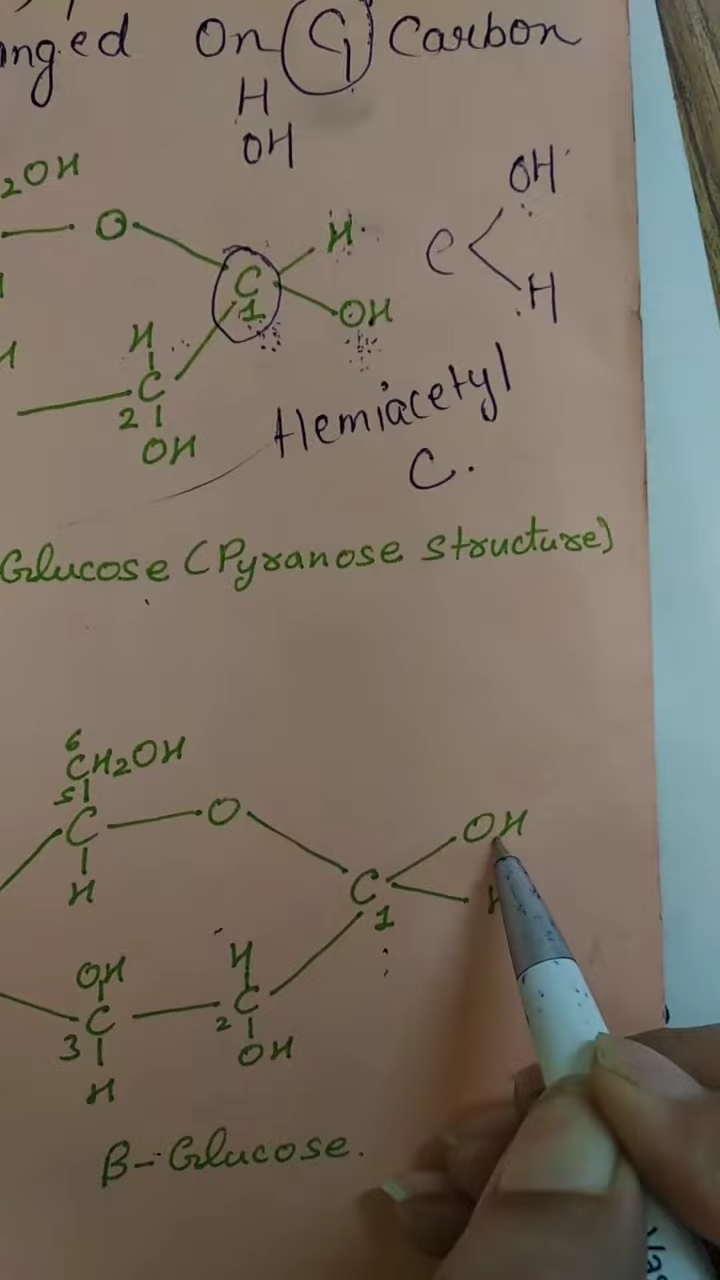 nged On C1 Carbon
H
OH
2OH
OH
O H
C
H C 1 OH
H
H
C
2
OH
Hemiacetyl
C.
Glucose (Pyranose structure)
6
CH2OH
5
C O OH
H C
1
OH H
C C
3 2
H OH
β-Glucose.